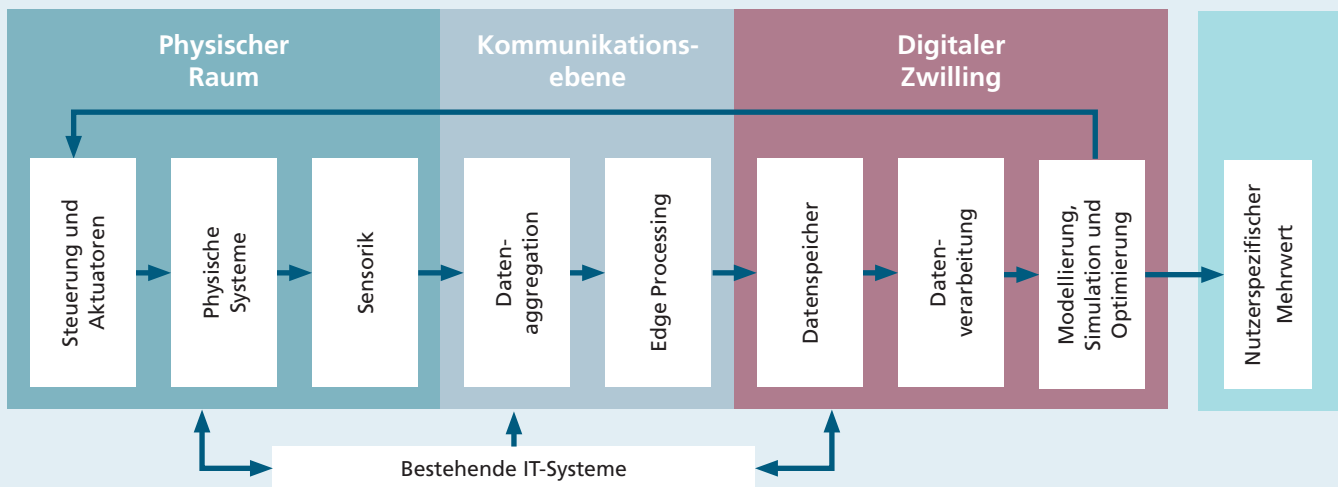 Physischer
Raum
Kommunikations-
ebene
Digitaler
Zwilling
Steuerung und
Aktuatoren
Physische
Systeme
Sensorik
Daten-
aggregation
Edge Processing
Datenspeicher
Daten-
verarbeitung
Modellierung,
Simulation und
Optimierung
Nutzerspezifischer
Mehrwert
Bestehende IT-Systeme